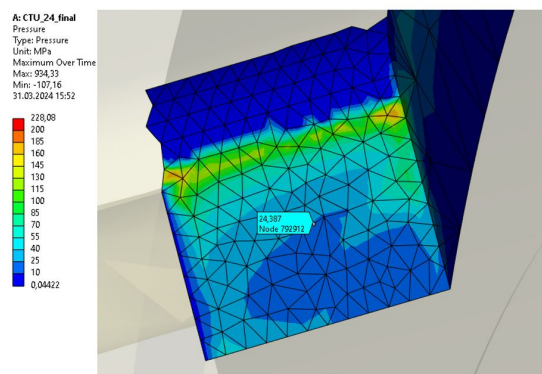 A: CTU_24_final
Pressure
Type: Pressure
Unit: MPa
Maximum Over Time
Max: 934,33
Min: -107,16
31.03.2024 15:52
228,08
200
185
160
145
130
115
100
85
70
55
40
25
10
0,04422
24,387
Node 792912